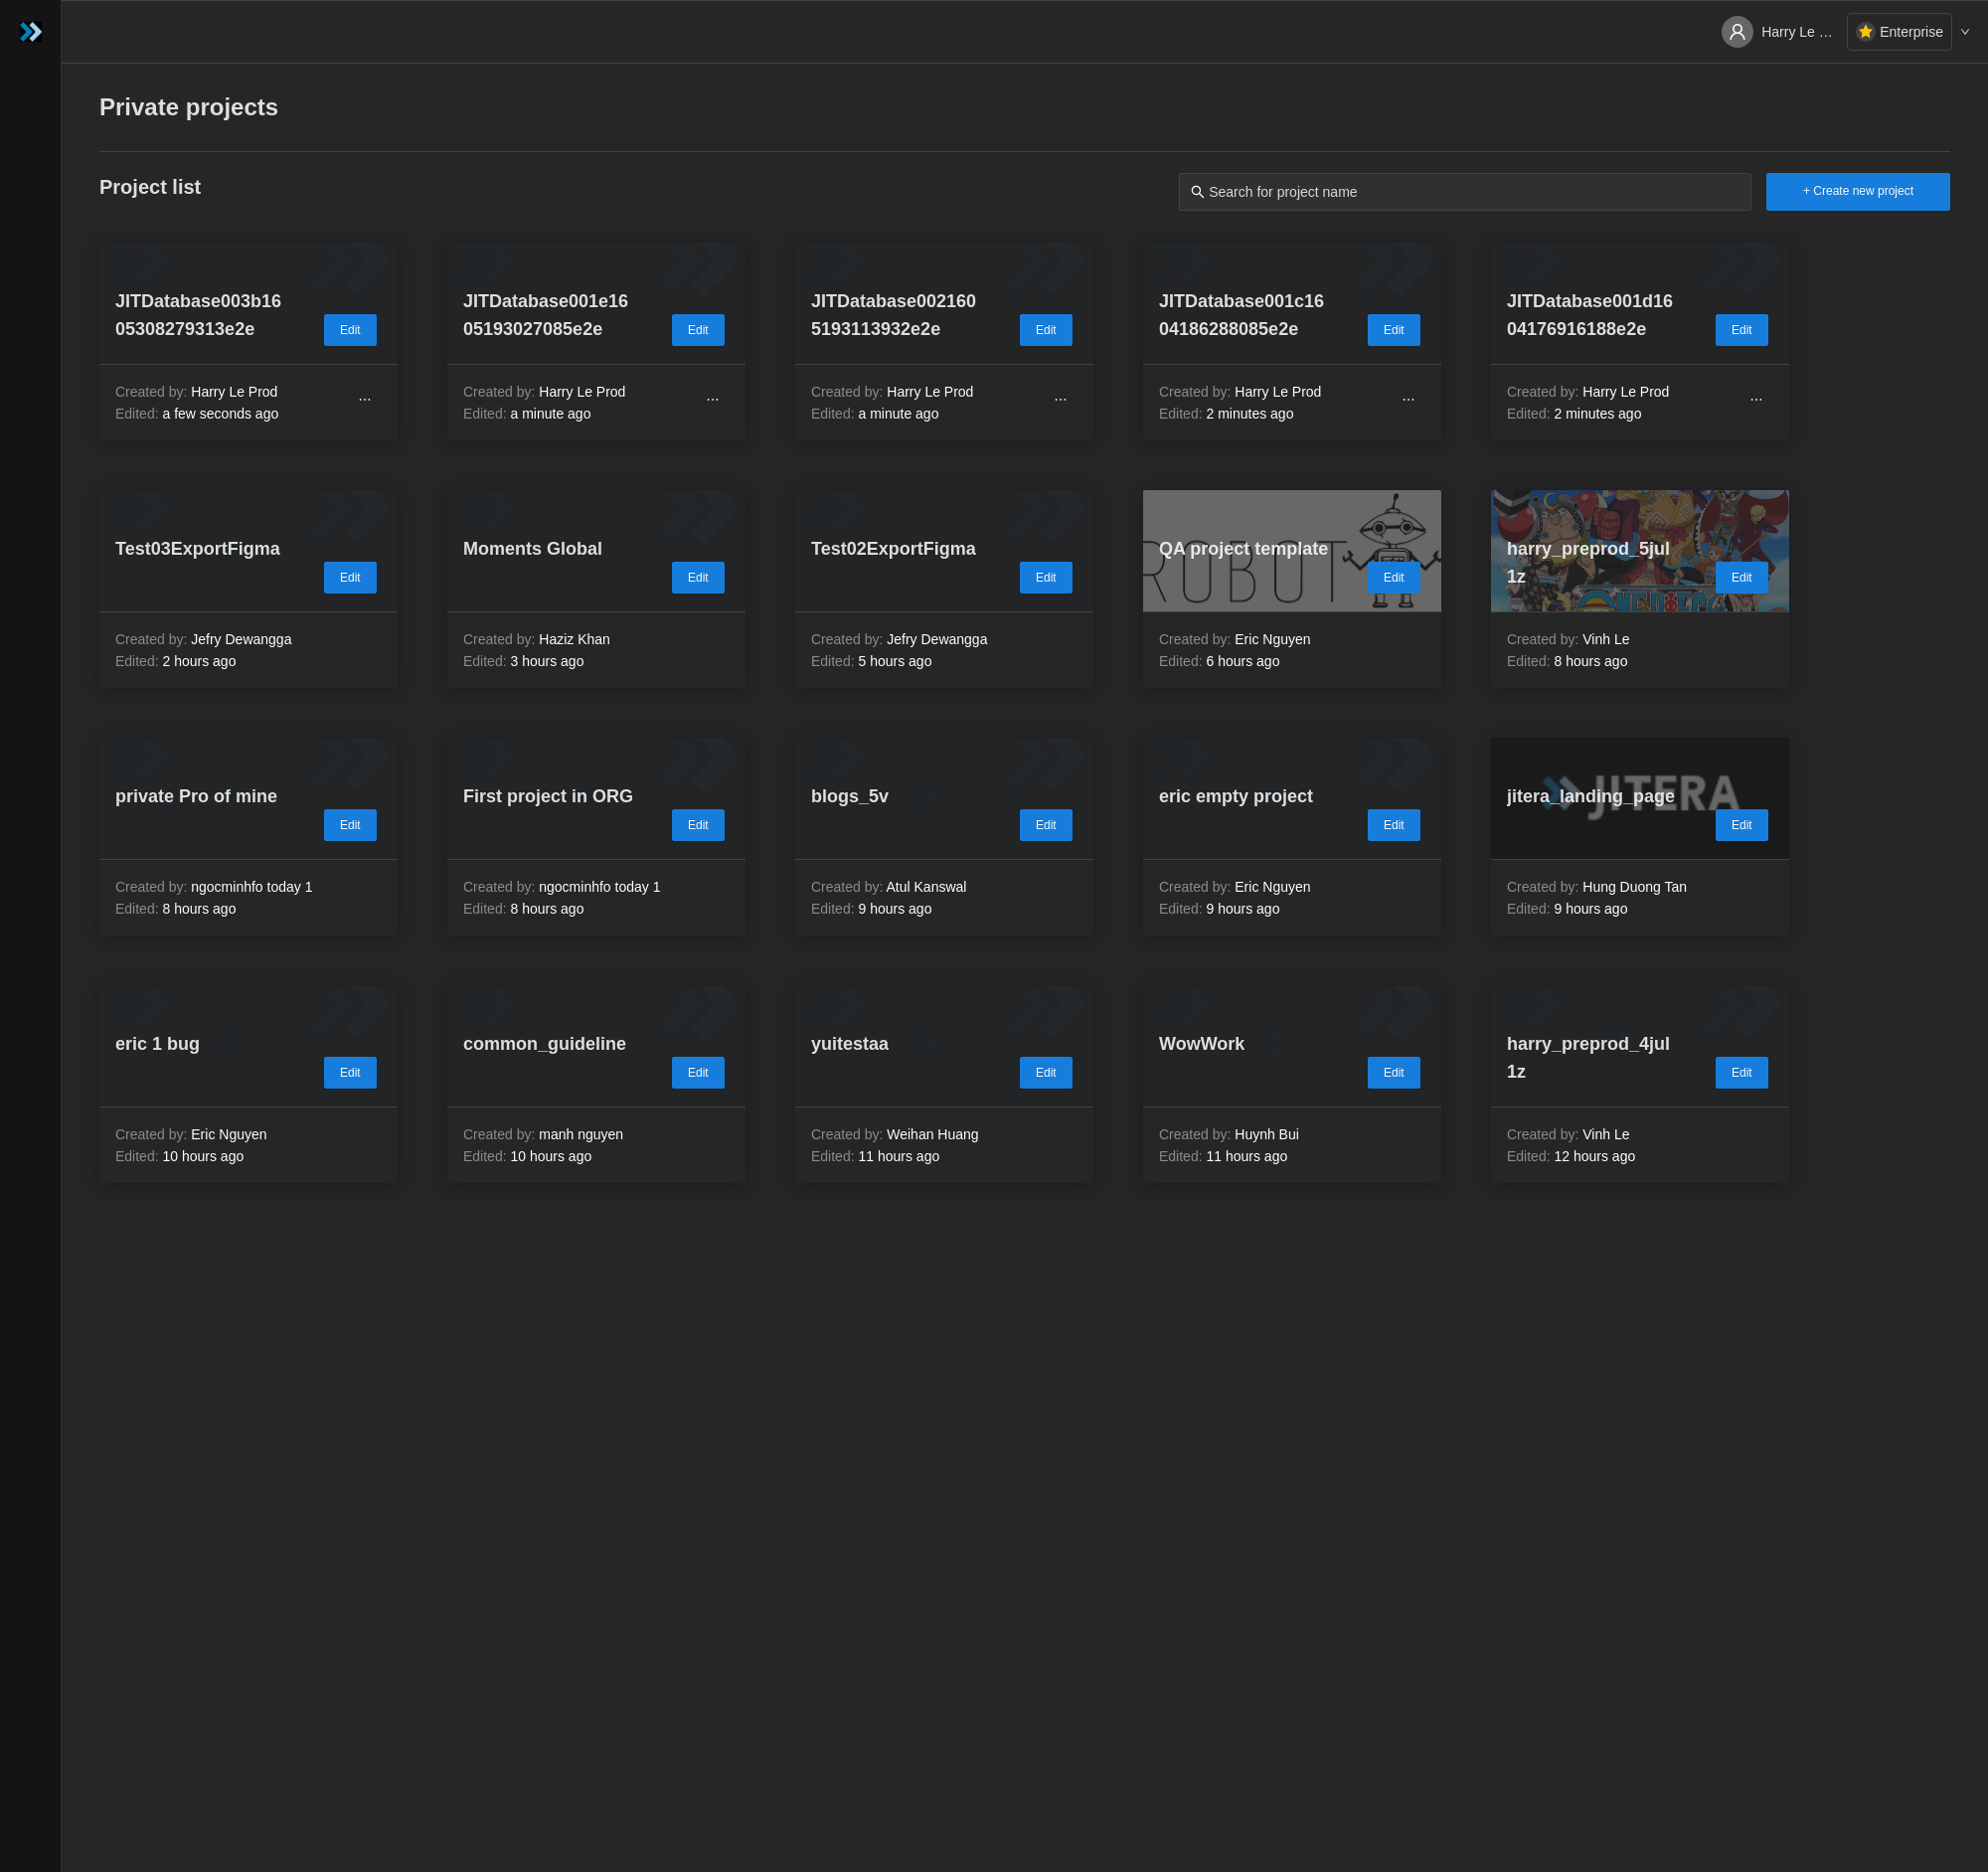 Harry Le …
Enterprise
Private projects
Project list
Search for project name
+ Create new project
JITDatabase003b16
05308279313e2e
Edit
Created by: Harry Le Prod
Edited: a few seconds ago
...
JITDatabase001e16
05193027085e2e
Edit
Created by: Harry Le Prod
Edited: a minute ago
...
JITDatabase002160
5193113932e2e
Edit
Created by: Harry Le Prod
Edited: a minute ago
...
JITDatabase001c16
04186288085e2e
Edit
Created by: Harry Le Prod
Edited: 2 minutes ago
...
JITDatabase001d16
04176916188e2e
Edit
Created by: Harry Le Prod
Edited: 2 minutes ago
...
Test03ExportFigma
Edit
Created by: Jefry Dewangga
Edited: 2 hours ago
Moments Global
Edit
Created by: Haziz Khan
Edited: 3 hours ago
Test02ExportFigma
Edit
Created by: Jefry Dewangga
Edited: 5 hours ago
QA project template
ROBOT
Edit
Created by: Eric Nguyen
Edited: 6 hours ago
harry_preprod_5jul
1z
Edit
ONE PIECE
Created by: Vinh Le
Edited: 8 hours ago
private Pro of mine
Edit
Created by: ngocminhfo today 1
Edited: 8 hours ago
First project in ORG
Edit
Created by: ngocminhfo today 1
Edited: 8 hours ago
blogs_5v
Edit
Created by: Atul Kanswal
Edited: 9 hours ago
eric empty project
Edit
Created by: Eric Nguyen
Edited: 9 hours ago
JITERA
jitera_landing_page
Edit
Created by: Hung Duong Tan
Edited: 9 hours ago
eric 1 bug
Edit
Created by: Eric Nguyen
Edited: 10 hours ago
common_guideline
Edit
Created by: manh nguyen
Edited: 10 hours ago
yuitestaa
Edit
Created by: Weihan Huang
Edited: 11 hours ago
WowWork
Edit
Created by: Huynh Bui
Edited: 11 hours ago
harry_preprod_4jul
1z
Edit
Created by: Vinh Le
Edited: 12 hours ago